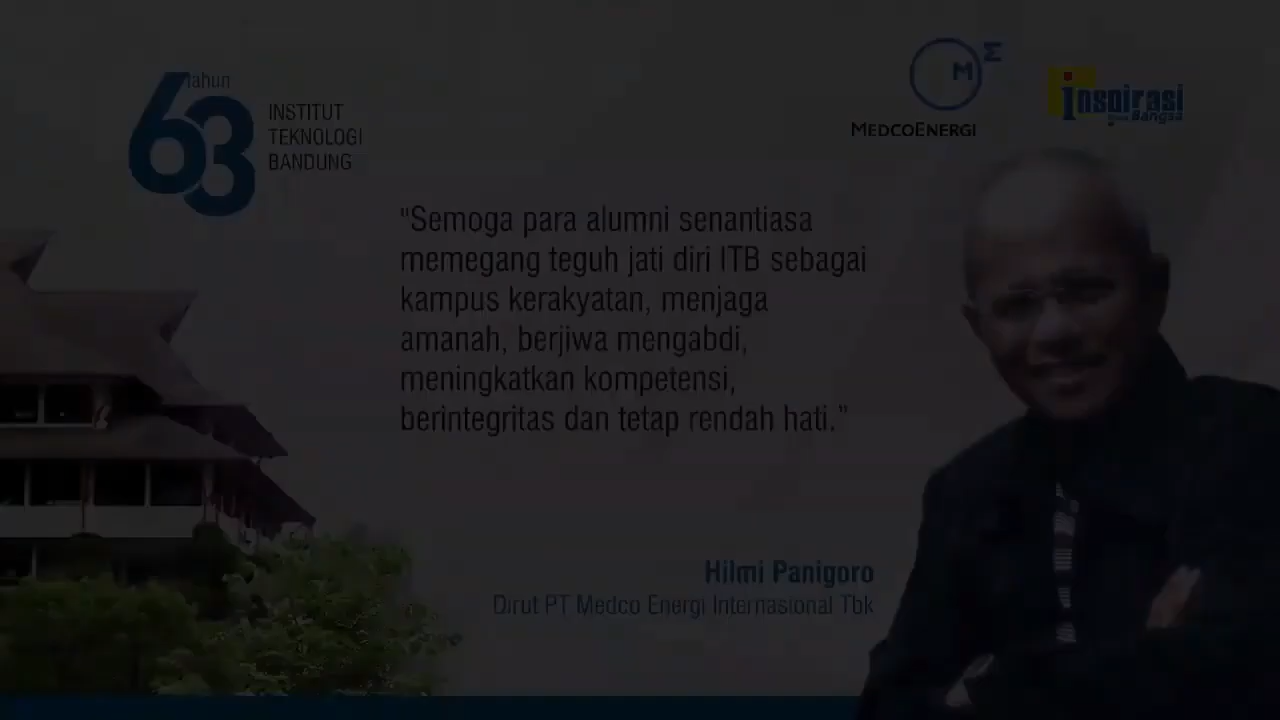 tahun
63
INSTITUT
TEKNOLOGI
BANDUNG
MEDCOENERGI
inspirasi
Bangsa
"Semoga para alumni senantiasa
memegang teguh jati diri ITB sebagai
kampus kerakyatan, menjaga
amanah, berjiwa mengabdi,
meningkatkan kompetensi,
berintegritas dan tetap rendah hati."
Hilmi Panigoro
Dirut PT Medco Energi Internasional Tbk